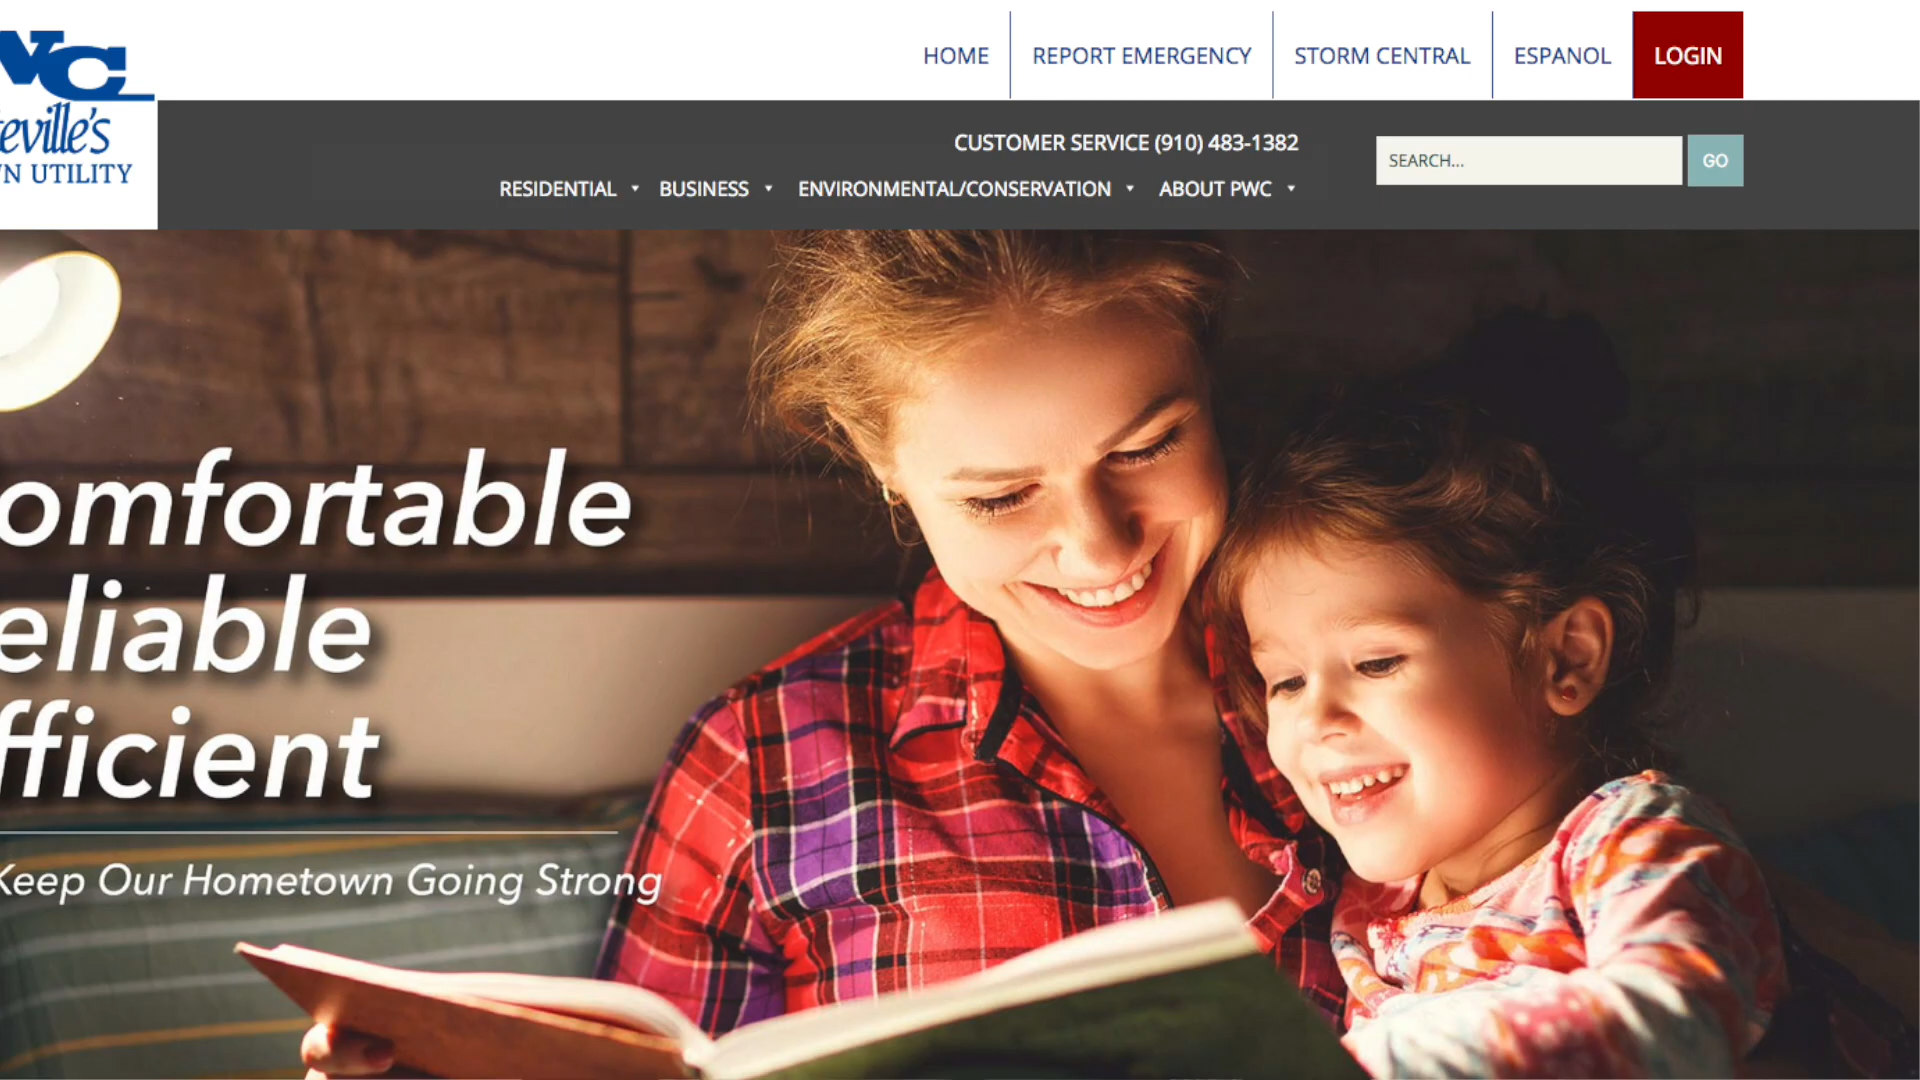 HOME REPORT EMERGENCY STORM CENTRAL ESPANOL LOGIN
WC
eville's
N UTILITY
CUSTOMER SERVICE (910) 483-1382
SEARCH... GO
RESIDENTIAL BUSINESS ENVIRONMENTAL/CONSERVATION ABOUT PWC
omfortable
eliable
fficient
Keep Our Hometown Going Strong